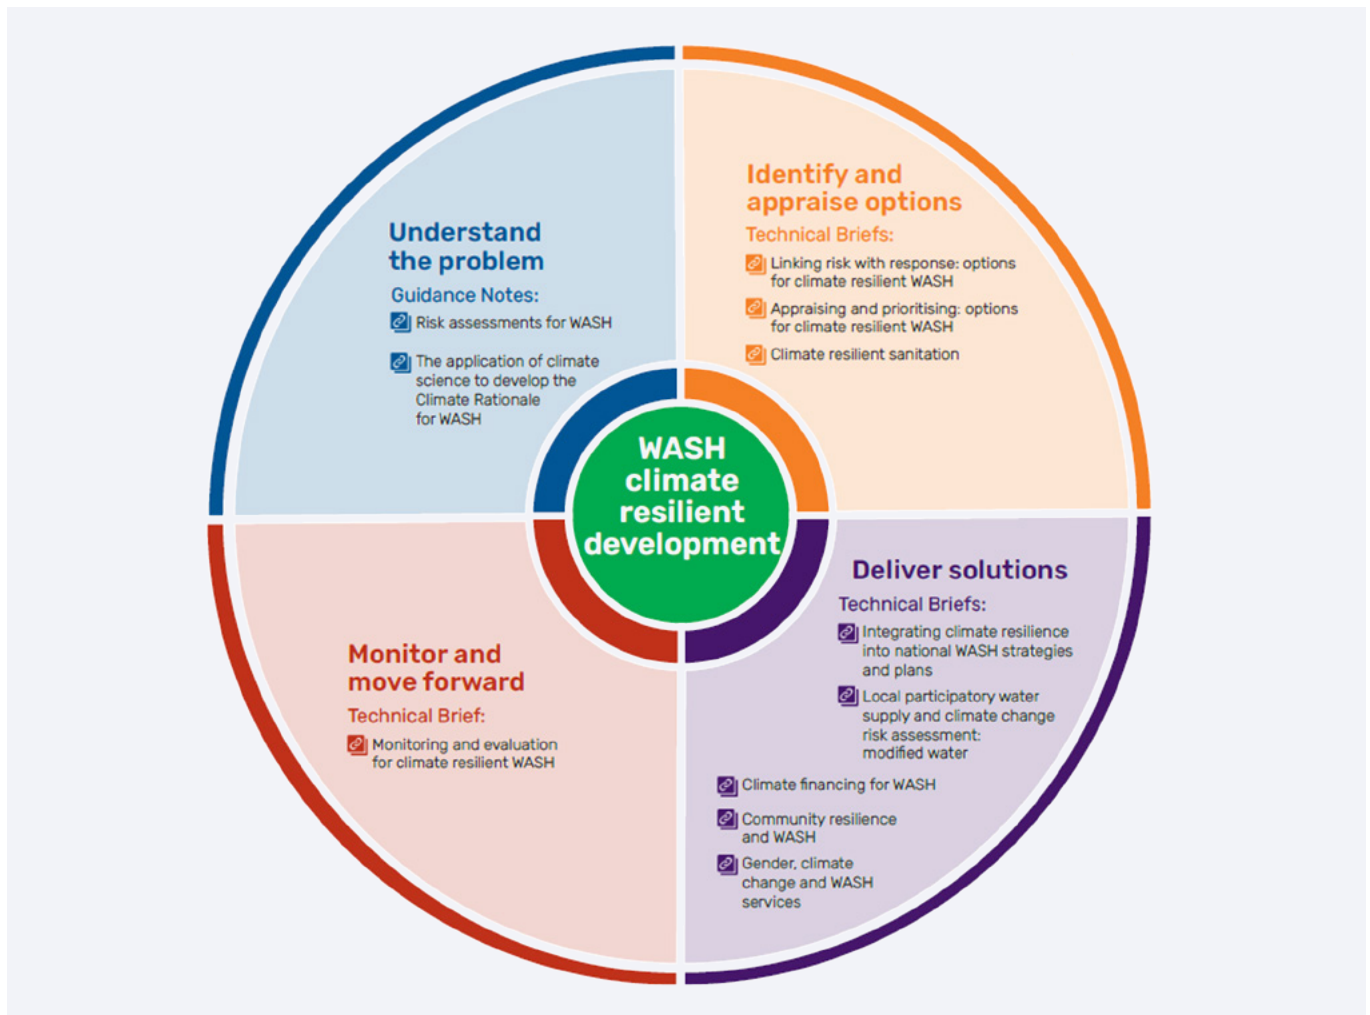 Understand
the problem
Guidance Notes:
Risk assessments for WASH
The application of climate
science to develop the
Climate Rationale
for WASH
Identify and
appraise options
Technical Briefs:
Linking risk with response: options
for climate resilient WASH
Appraising and prioritising: options
for climate resilient WASH
Climate resilient sanitation
WASH
climate
resilient
development
Deliver solutions
Technical Briefs:
Integrating climate resilience
into national WASH strategies
and plans
Local participatory water
supply and climate change
risk assessment:
modified water
Climate financing for WASH
Community resilience
and WASH
Gender, climate
change and WASH
services
Monitor and
move forward
Technical Brief:
Monitoring and evaluation
for climate resilient WASH